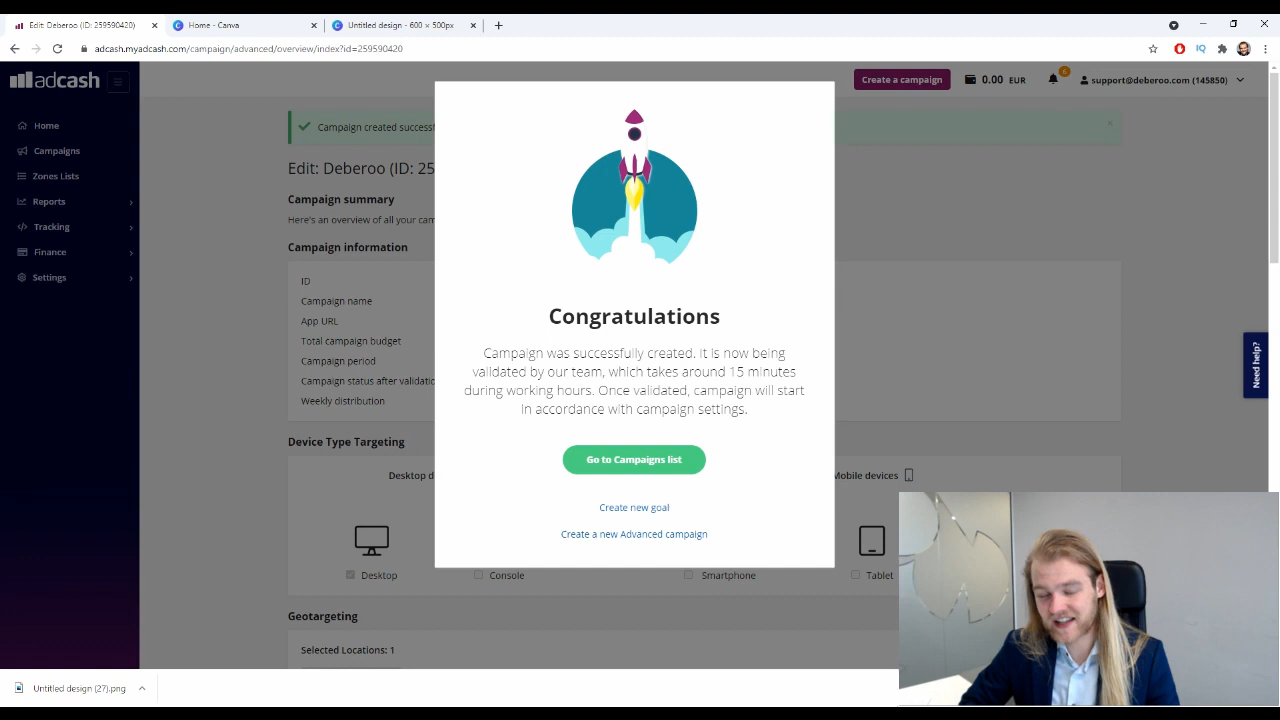 Edit: Deberoo (ID: 259590420)
Home - Canva
Untitled design - 600 × 500px
adcash.myadcash.com/campaign/advanced/overview/index?id=259590420
IQ
adcash
Create a campaign
0.00 EUR
6
support@deberoo.com (145850)
Home
Campaigns
Zones Lists
Reports
Tracking
Finance
Settings
Campaign created successf
Edit: Deberoo (ID: 25
Campaign summary
Here's an overview of all your cam
Campaign information
ID
Campaign name
App URL
Total campaign budget
Campaign period
Campaign status after validatio
Weekly distribution
Device Type Targeting
Desktop d
Mobile devices
Desktop
Console
Smartphone
Tablet
Geotargeting
Selected Locations: 1
Congratulations
Campaign was successfully created. It is now being
validated by our team, which takes around 15 minutes
during working hours. Once validated, campaign will start
in accordance with campaign settings.
Go to Campaigns list
Create new goal
Create a new Advanced campaign
Need help?
Untitled design (27).png